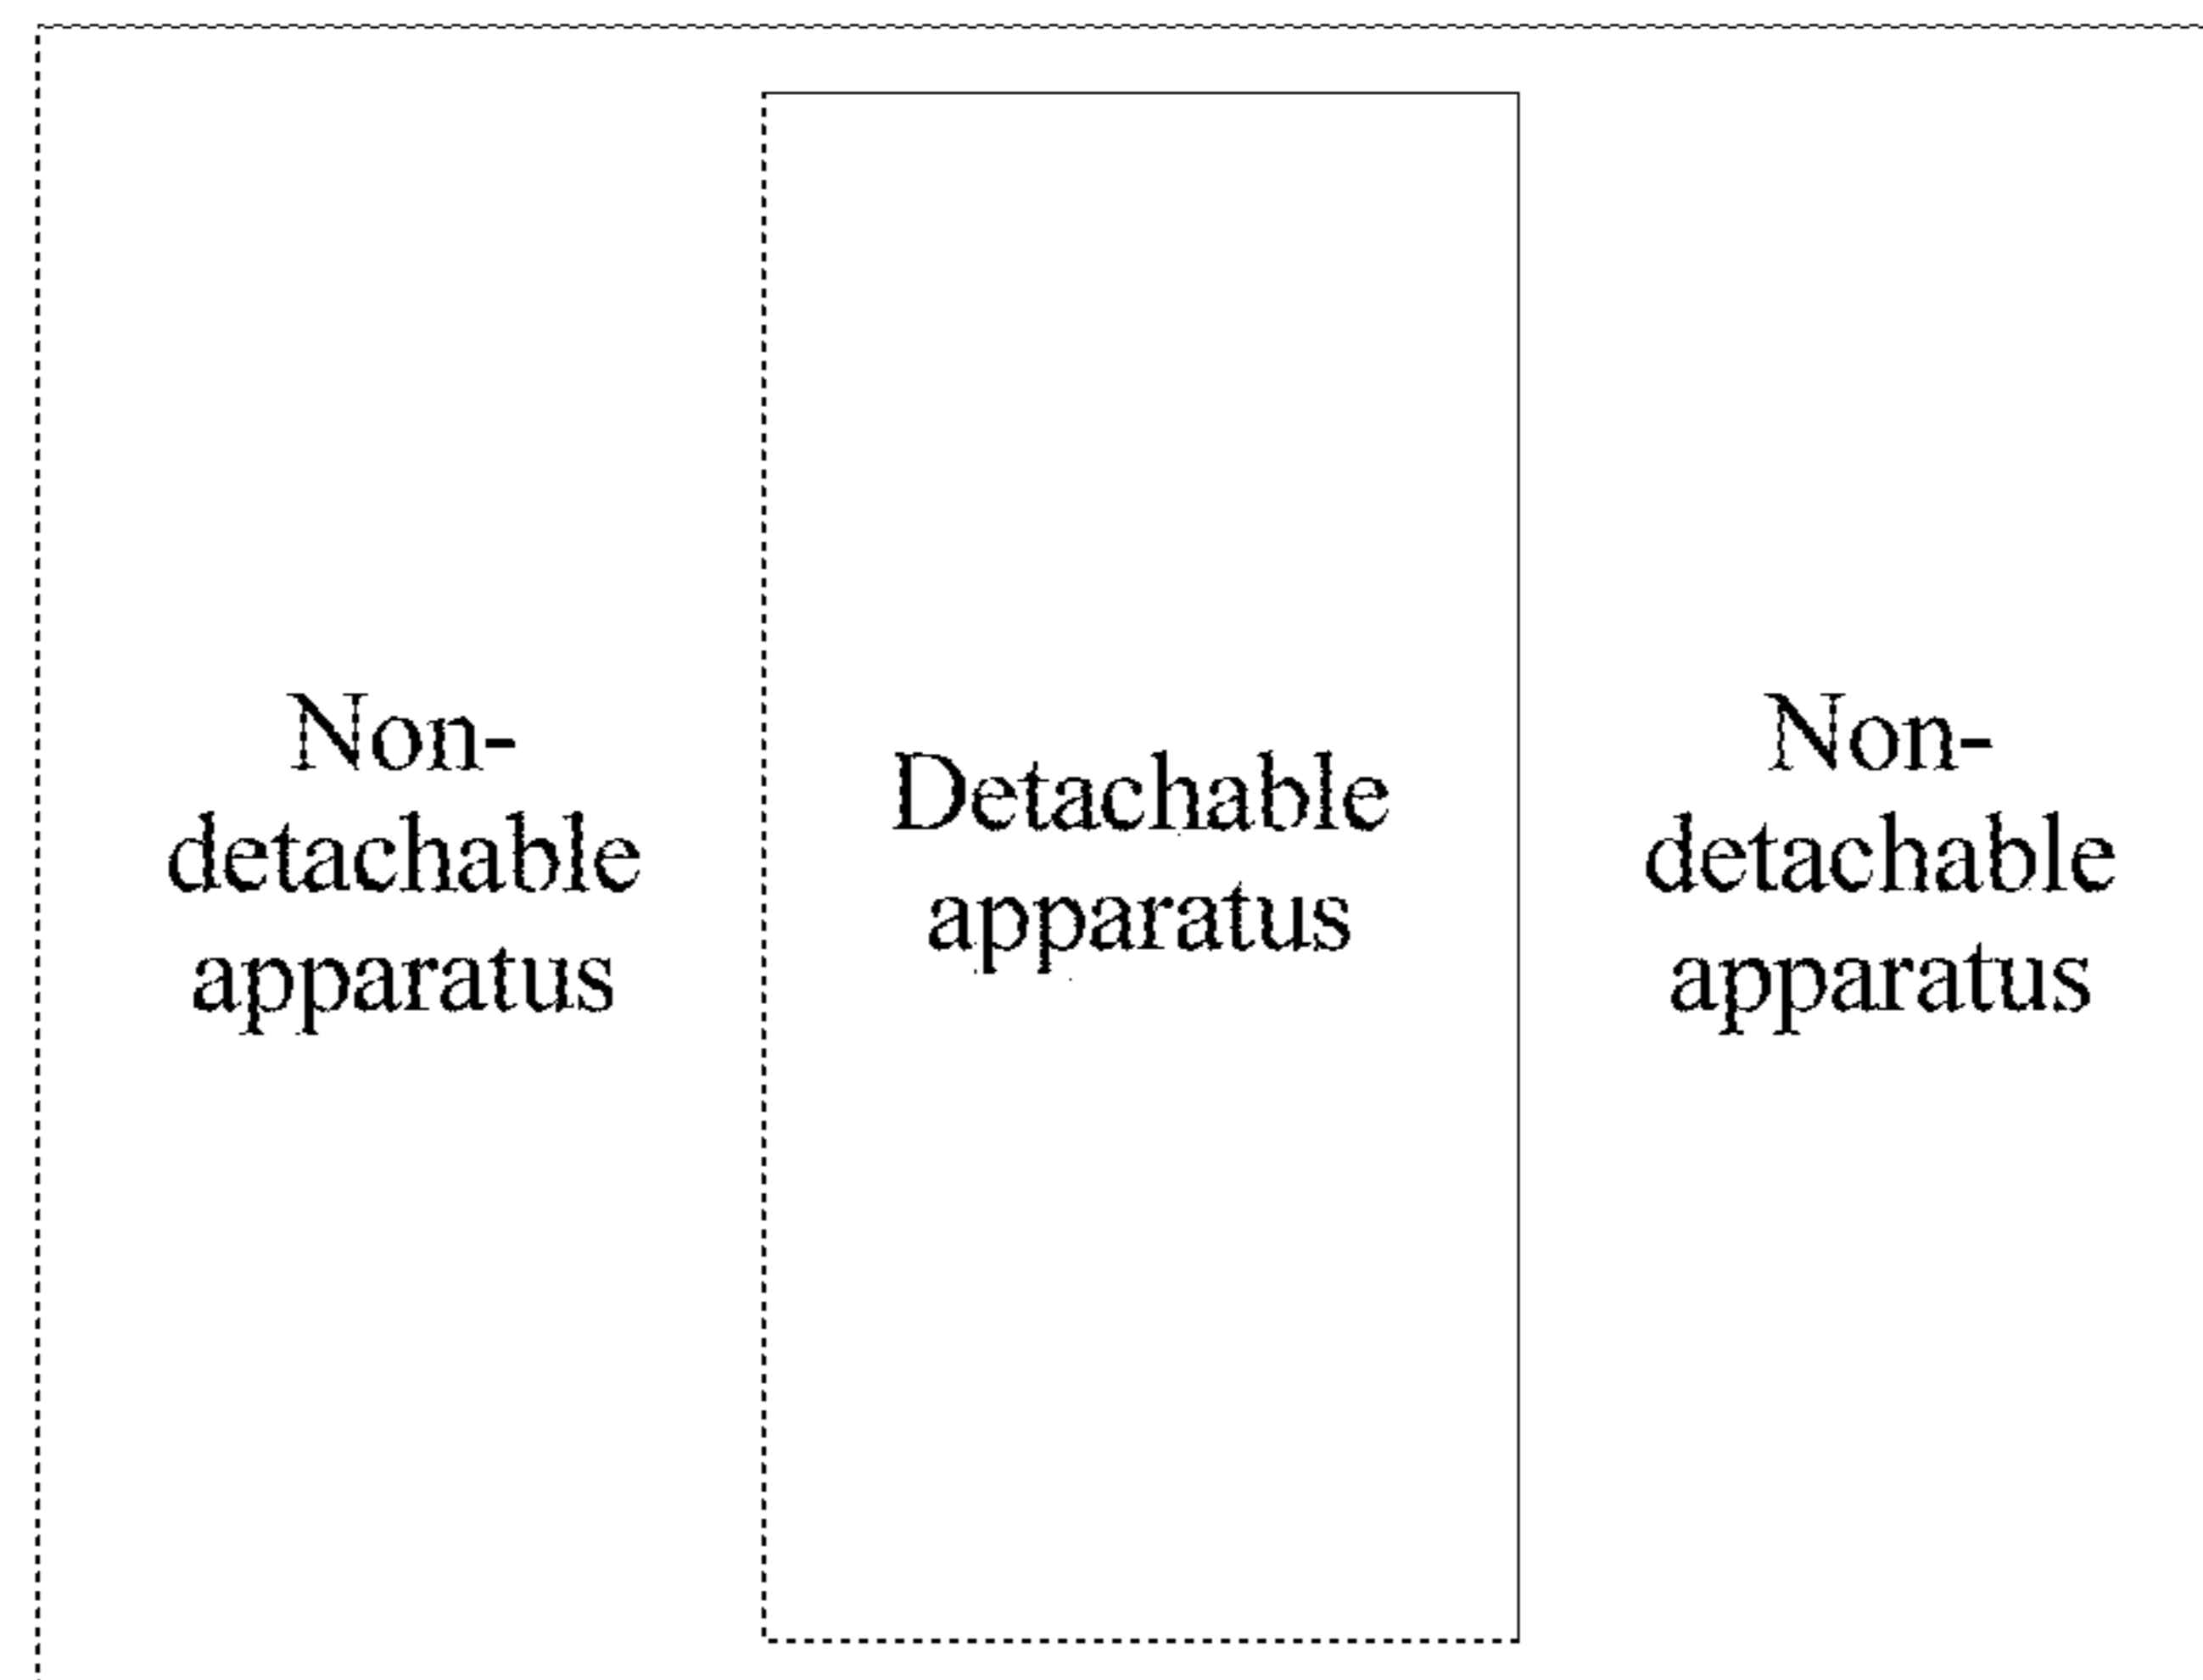 Non-
detachable
apparatus
Detachable
apparatus
Non-
detachable
apparatus